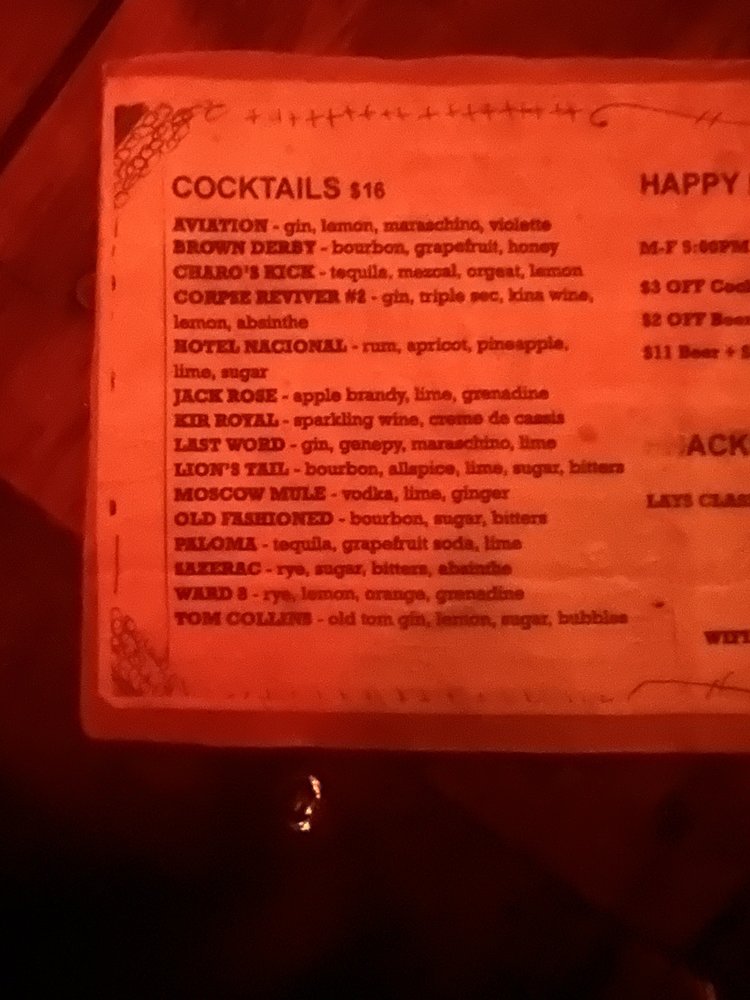 COCKTAILS $16
AVIATION - gin, lemon, maraschino, violette
BROWN DERBY - bourbon, grapefruit, honey
CHARO'S KICK - tequila, mezcal, orgeat, lemon
CORPSE REVIVER #2 - gin, triple sec, kina wine,
lemon, absinthe
HOTEL NACIONAL - rum, apricot, pineapple,
lime, sugar
JACK ROSE - apple brandy, lime, grenadine
KIR ROYAL - sparkling wine, creme de cassis
LAST WORD - gin, genepy, maraschino, lime
LION'S TAIL - bourbon, allspice, lime, sugar, bitters
MOSCOW MULE - vodka, lime, ginger
OLD FASHIONED - bourbon, sugar, bitters
PALOMA - tequila, grapefruit soda, lime
SAZERAC - rye, sugar, bitters, absinthe
WARD 8 - rye, lemon, orange, grenadine
TOM COLLINS - old tom gin, lemon, sugar, bubbles
HAPPY
M-F 5:00PM
$3 OFF
$2 OFF
$11 Beer +
LAYS